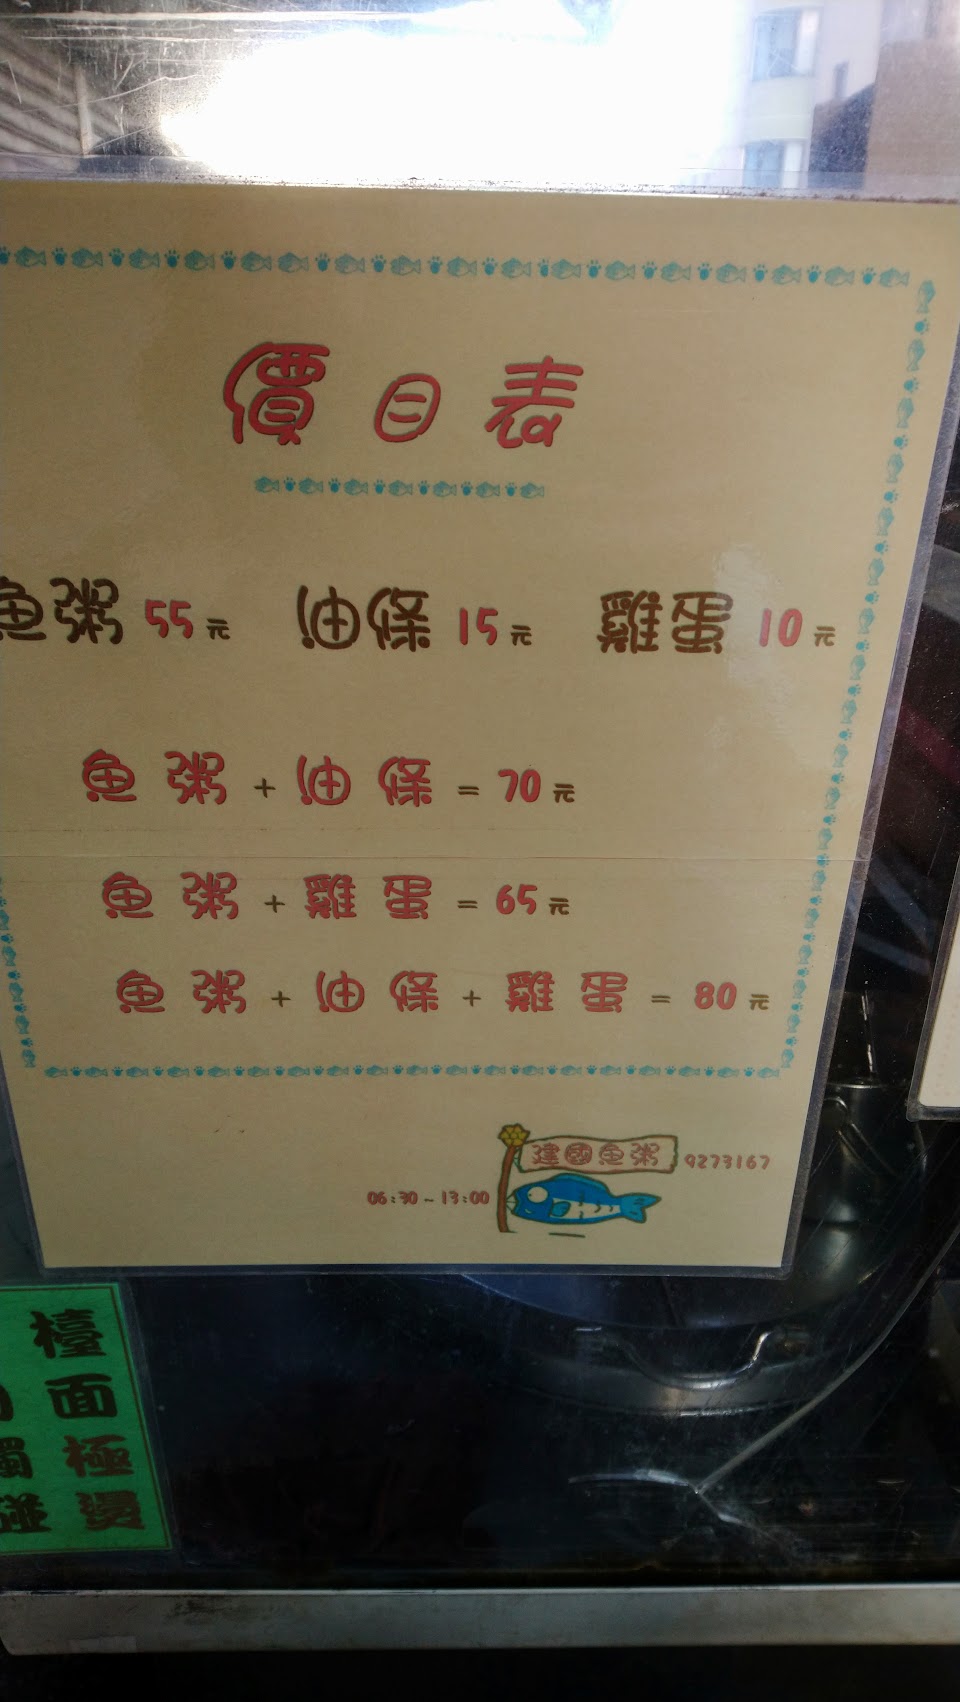 價目表
魚粥 55元 油條 15元 雞蛋 10元
魚粥 + 油條 = 70元
魚粥 + 雞蛋 = 65元
魚粥 + 油條 + 雞蛋 = 80元
建國魚粥 9273167
06:30 ~ 13:00
檯面極燙
觸碰